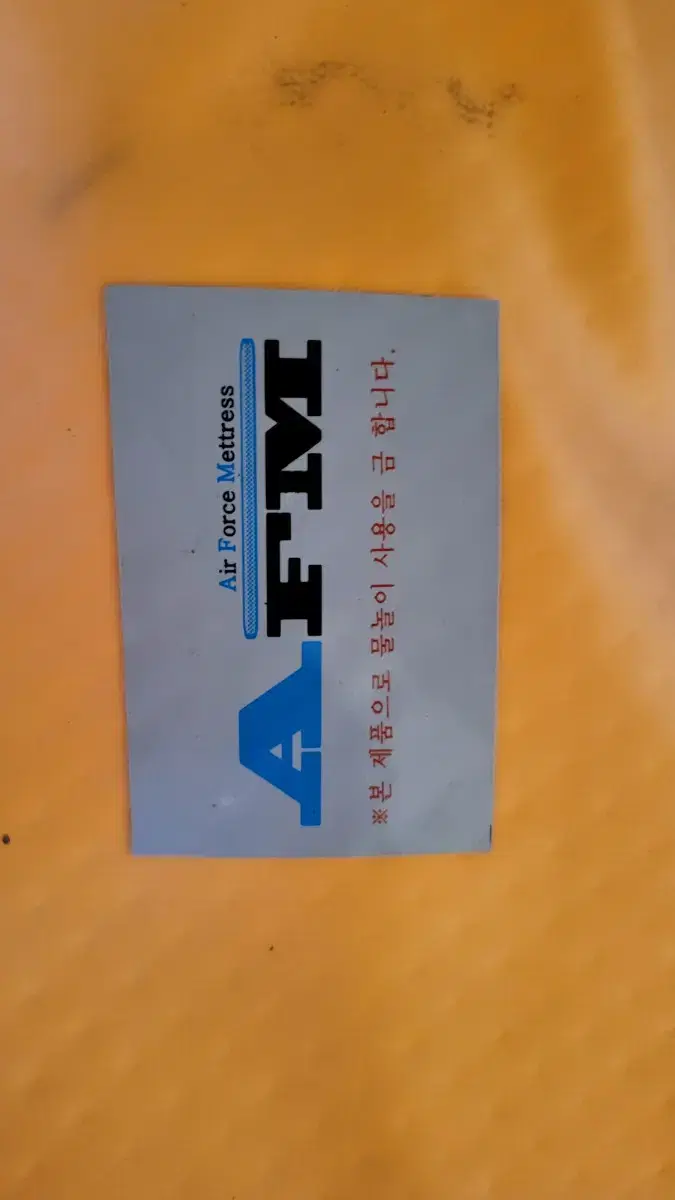 Air Force Mettress
AFM
※본 제품으로 물놀이 사용을 금 합니다.